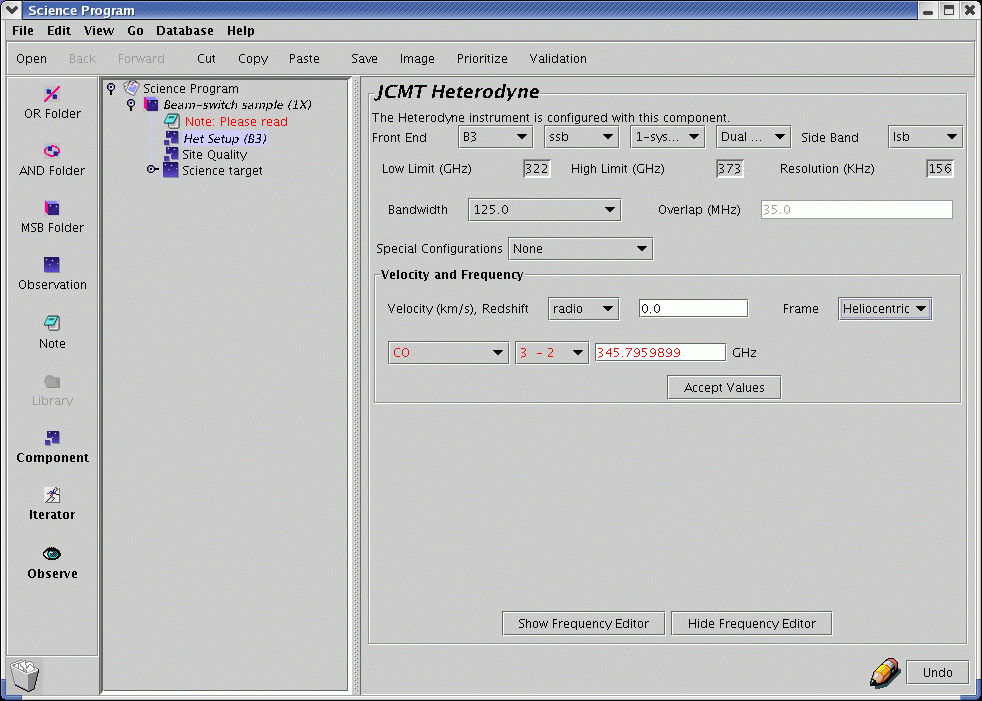 Science Program
File Edit View Go Database Help
Open Back Forward Cut Copy Paste Save Image Prioritize Validation
OR Folder
AND Folder
MSB Folder
Observation
Note
Library
Component
Iterator
Observe
Science Program
Beam-switch sample (1X)
Note: Please read
Het Setup (B3)
Site Quality
Science target
JCMT Heterodyne
The Heterodyne instrument is configured with this component.
Front End B3 ssb 1-sys... Dual ... Side Band lsb
Low Limit (GHz) 322 High Limit (GHz) 373 Resolution (KHz) 156
Bandwidth 125.0 Overlap (MHz) 35.0
Special Configurations None
Velocity and Frequency
Velocity (km/s), Redshift radio 0.0 Frame Heliocentric
CO 3 - 2 345.7959899 GHz
Accept Values
Show Frequency Editor Hide Frequency Editor
Undo